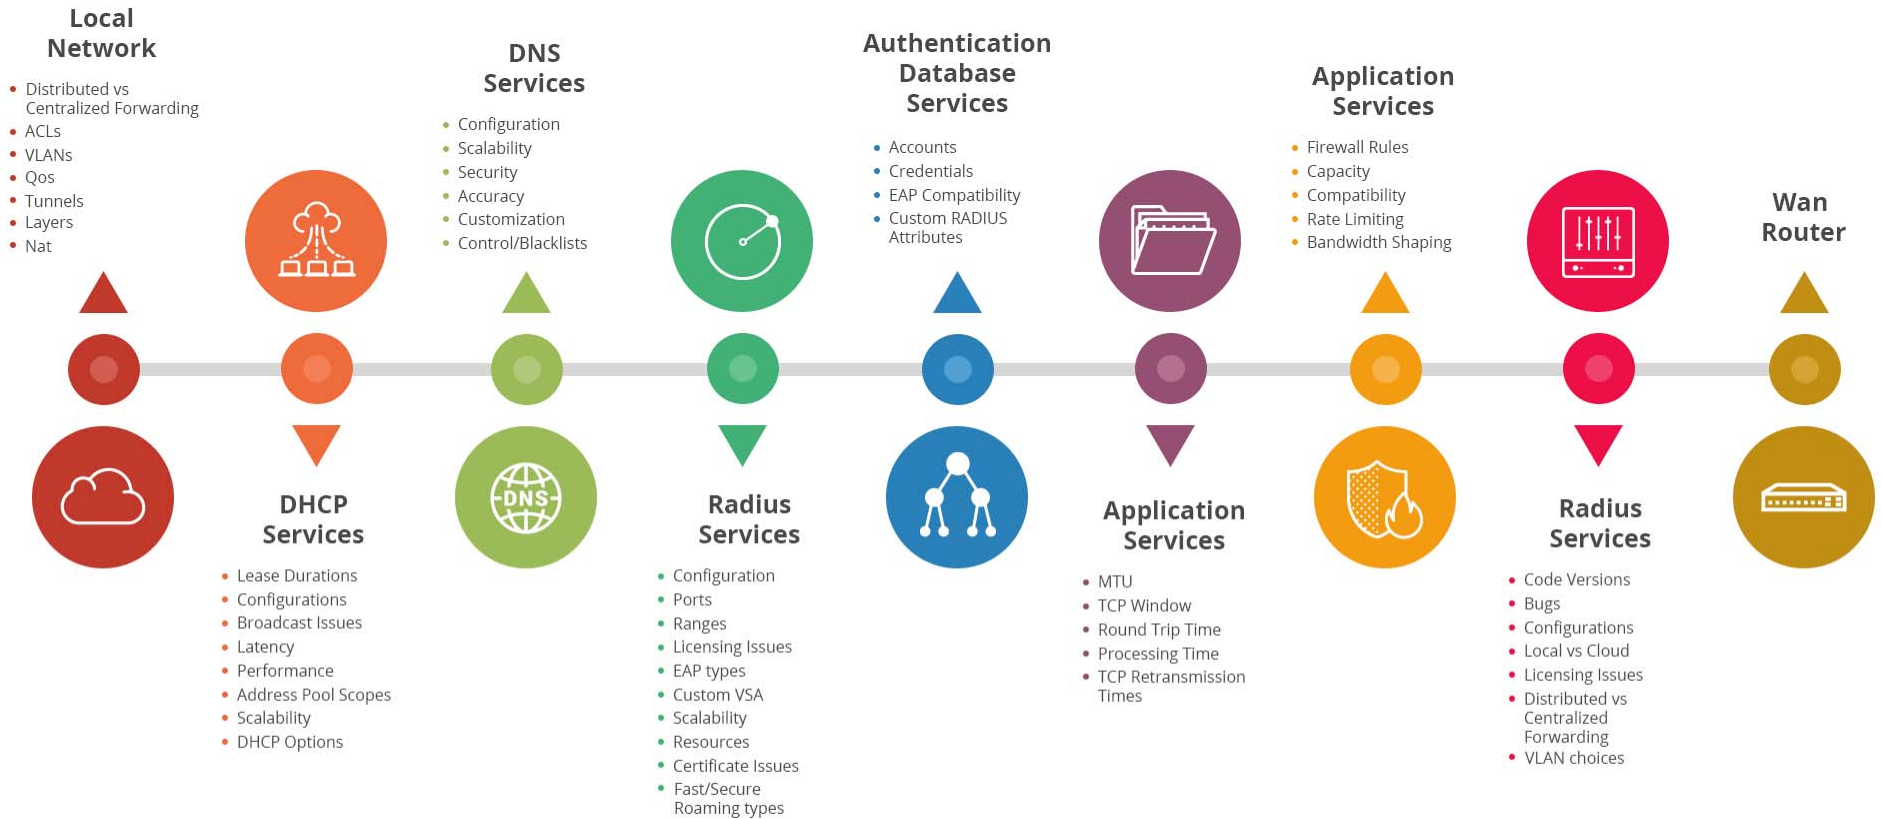 Local
Network
Distributed vs
Centralized Forwarding
ACLs
VLANs
Qos
Tunnels
Layers
Nat
DHCP
Services
Lease Durations
Configurations
Broadcast Issues
Latency
Performance
Address Pool Scopes
Scalability
DHCP Options
DNS
Services
Configuration
Scalability
Security
Accuracy
Customization
Control/Blacklists
DNS
Radius
Services
Configuration
Ports
Ranges
Licensing Issues
EAP types
Custom VSA
Scalability
Resources
Certificate Issues
Fast/Secure
Roaming types
Authentication
Database
Services
Accounts
Credentials
EAP Compatibility
Custom RADIUS
Attributes
Application
Services
MTU
TCP Window
Round Trip Time
Processing Time
TCP Retransmission
Times
Application
Services
Firewall Rules
Capacity
Compatibility
Rate Limiting
Bandwidth Shaping
Radius
Services
Code Versions
Bugs
Configurations
Local vs Cloud
Licensing Issues
Distributed vs
Centralized
Forwarding
VLAN choices
Wan
Router